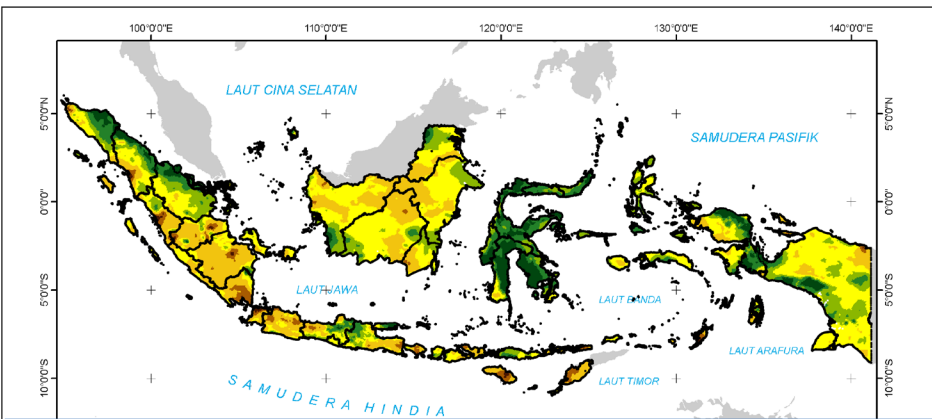 100°0'0"E 110°0'0"E 120°0'0"E 130°0'0"E 140°0'0"E
LAUT CINA SELATAN
5°0'0"N 5°0'0"N
SAMUDERA PASIFIK
0°0'0" 0°0'0"
5°0'0"S 5°0'0"S
LAUT JAWA
LAUT BANDA
LAUT ARAFURA
10°0'0"S 10°0'0"S
LAUT TIMOR
SAMUDERA HINDIA